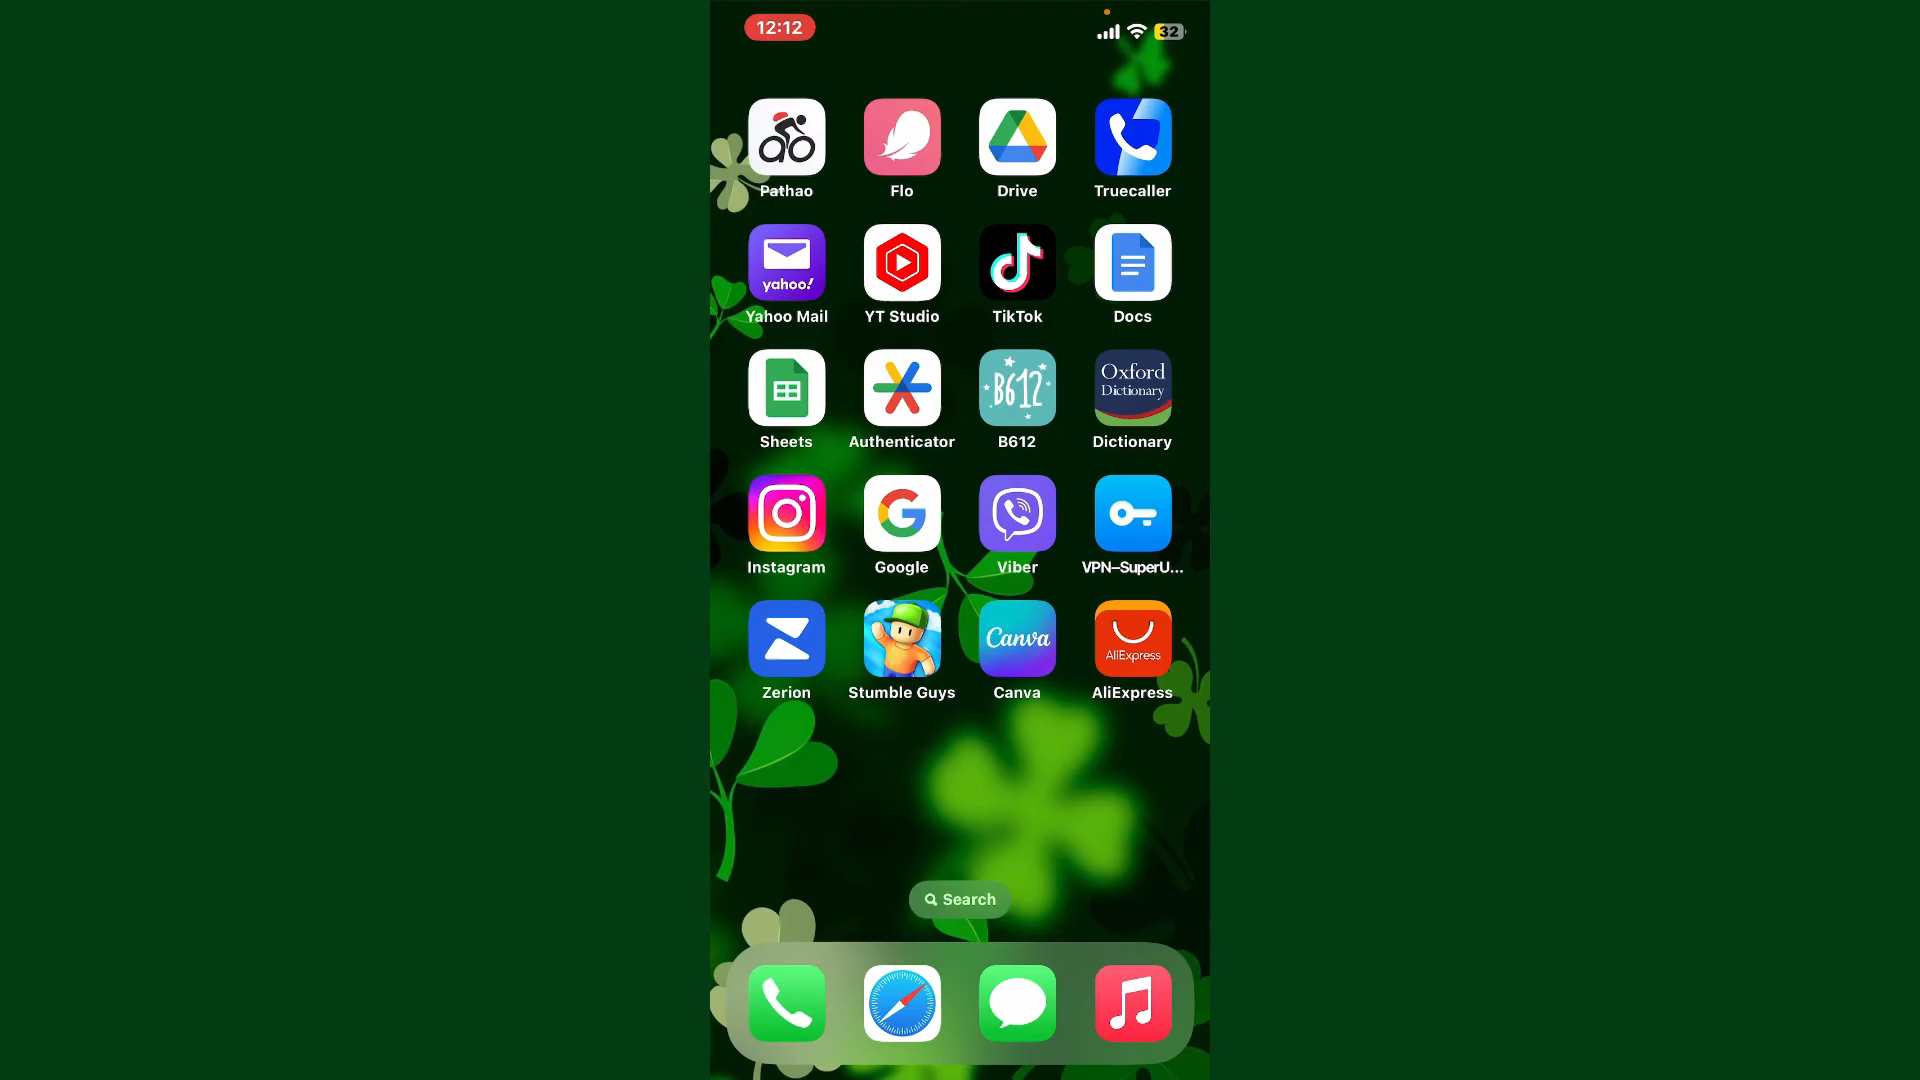 12:12
32
Pathao Flo Drive Truecaller
yahoo!
Yahoo Mail YT Studio TikTok Docs
B612
Oxford
Dictionary
Sheets Authenticator B612 Dictionary
Instagram Google Viber VPN–SuperU...
Canva
AliExpress
Zerion Stumble Guys Canva AliExpress
Search